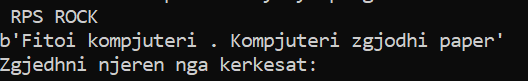 RPS ROCK
b'Fitoi kompjuteri . Kompjuteri zgjodhi paper'
Zgjedhni njeren nga kerkesat: